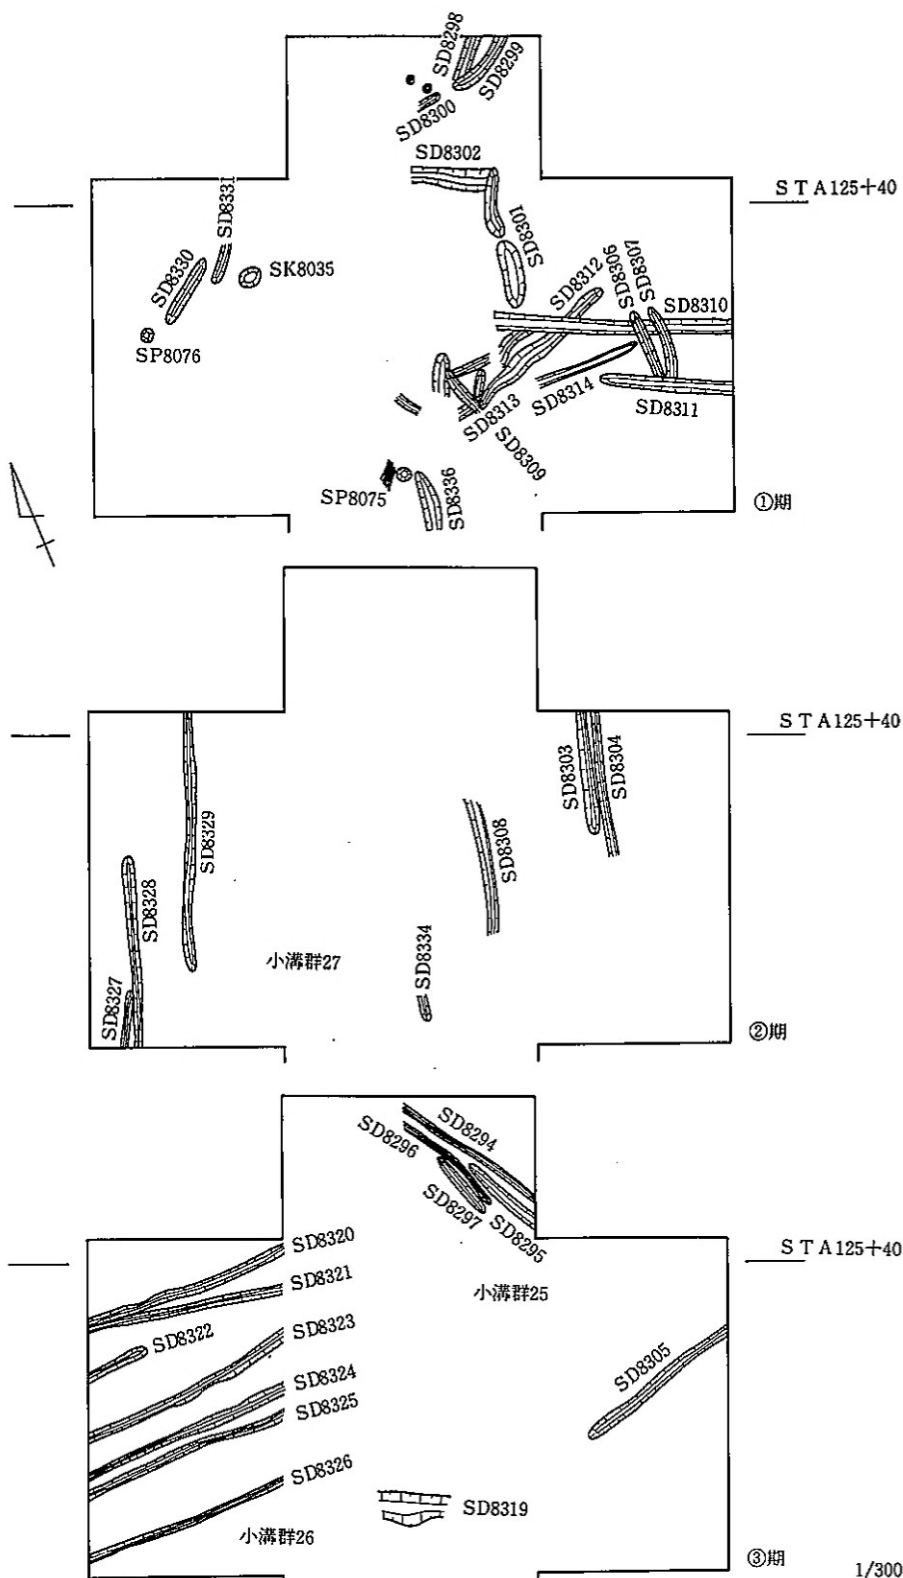 SD8298
SD8299
SD8300
SD8302
STA125+40
SD8331
SD8301
SD8330
SK8035
SD8312
SD8306
SD8307
SD8310
SP8076
SD8314
SD8311
SD8313
SD8309
SP8075
SD8336
①期
STA125+40
SD8303
SD8304
SD8329
SD8308
SD8328
小溝群27
SD8334
SD8327
②期
SD8294
SD8296
SD8297
SD8295
SD8320
STA125+40
SD8321
小溝群25
SD8322
SD8323
SD8305
SD8324
SD8325
SD8326
SD8319
小溝群26
③期
1/300